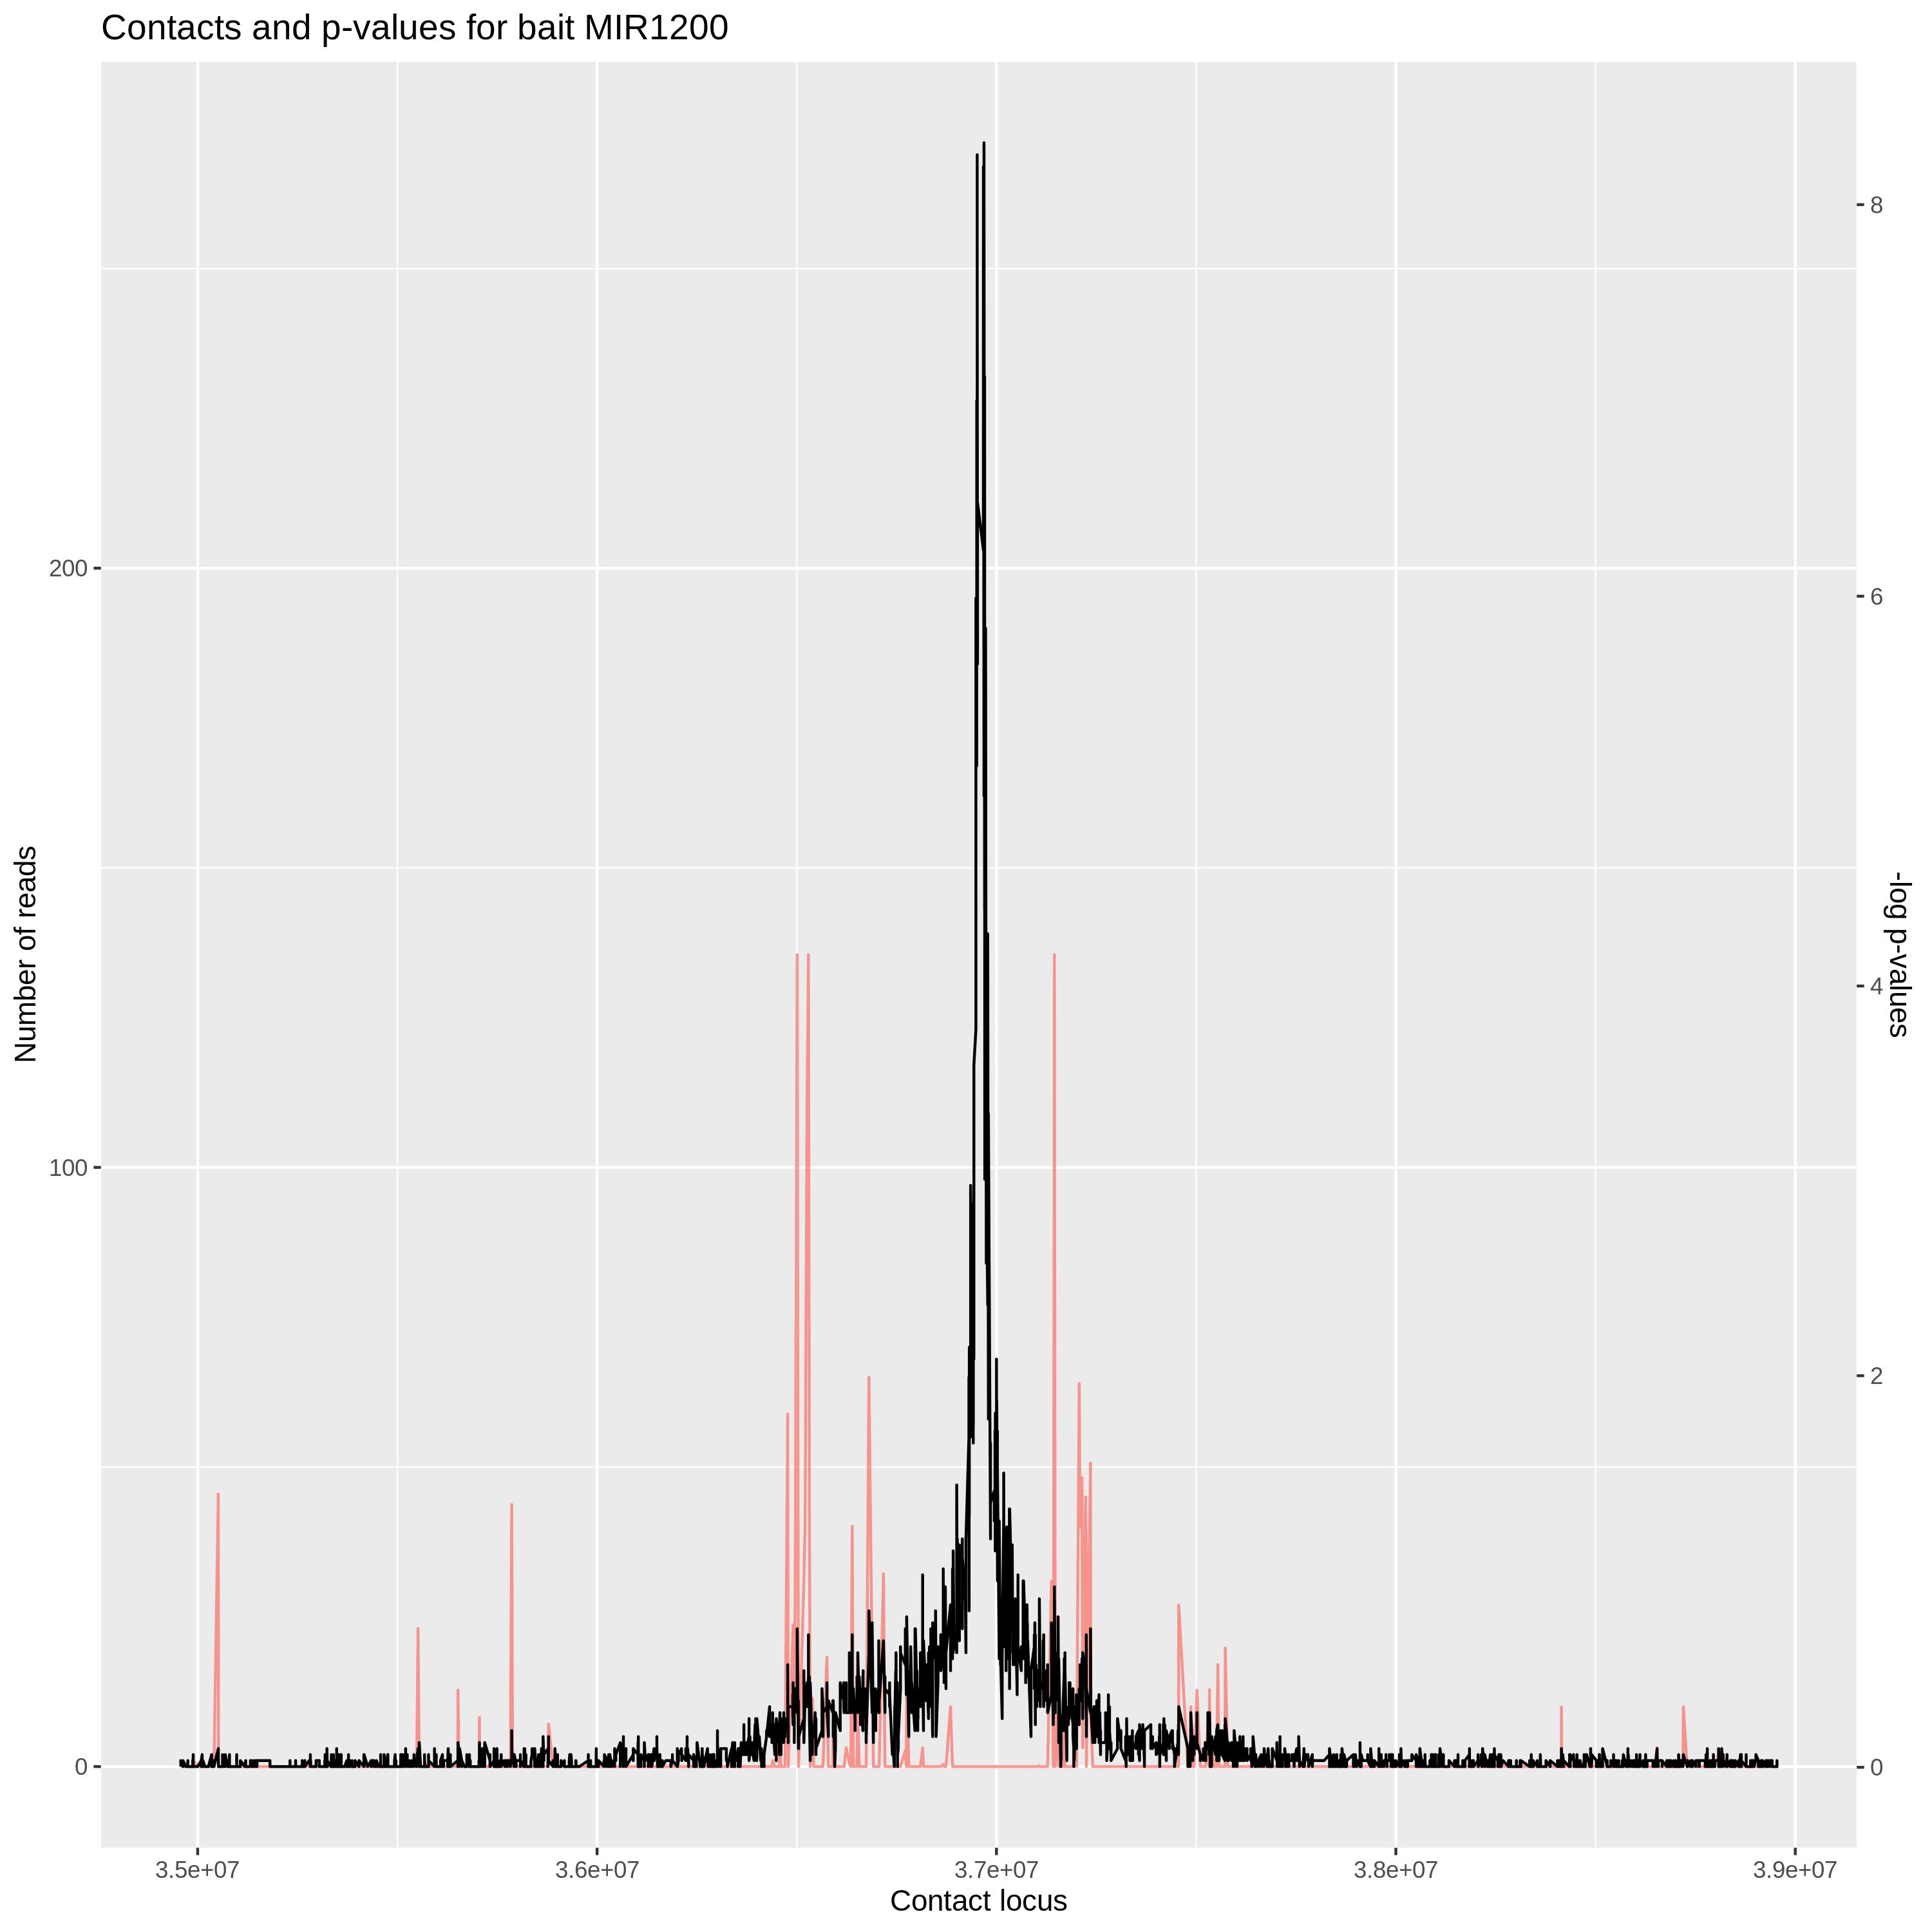 Contacts and p-values for bait MIR1200
Number of reads
200
100
0
8
6
4
2
0
-log p-values
3.5e+07 3.6e+07 3.7e+07 3.8e+07 3.9e+07
Contact locus